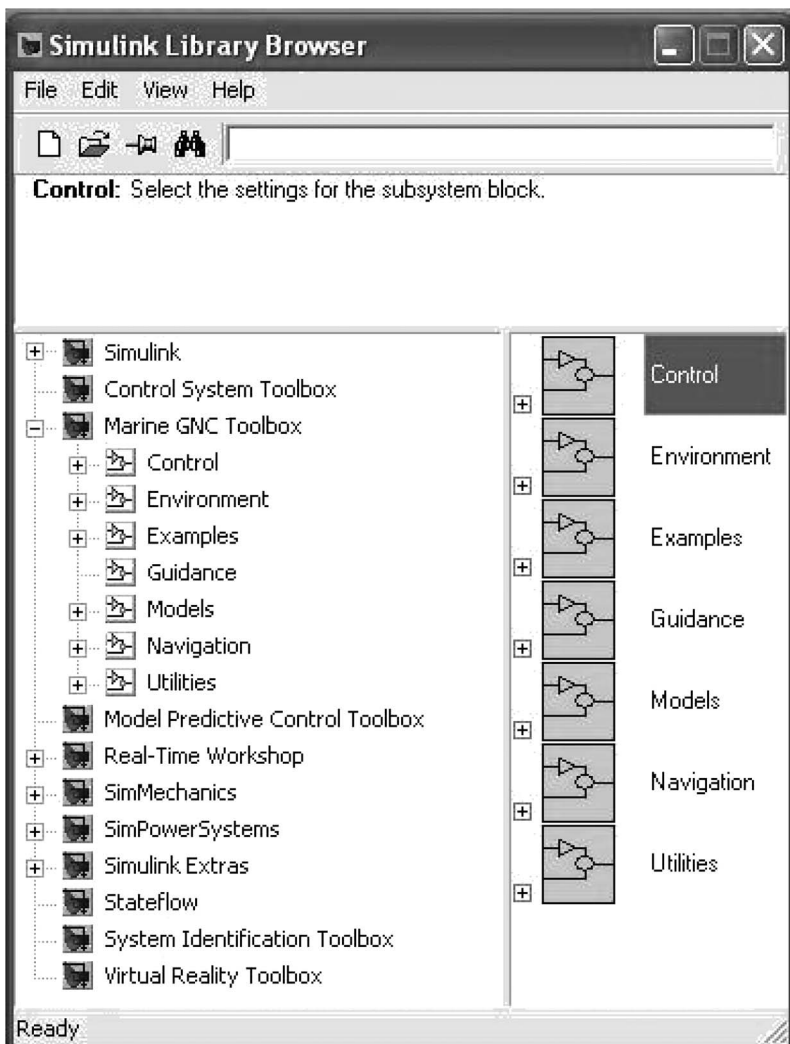 Simulink Library Browser
File Edit View Help
Control: Select the settings for the subsystem block.
Simulink
Control System Toolbox
Marine GNC Toolbox
Control
Environment
Examples
Guidance
Models
Navigation
Utilities
Model Predictive Control Toolbox
Real-Time Workshop
SimMechanics
SimPowerSystems
Simulink Extras
Stateflow
System Identification Toolbox
Virtual Reality Toolbox
Control
Environment
Examples
Guidance
Models
Navigation
Utilities
Ready